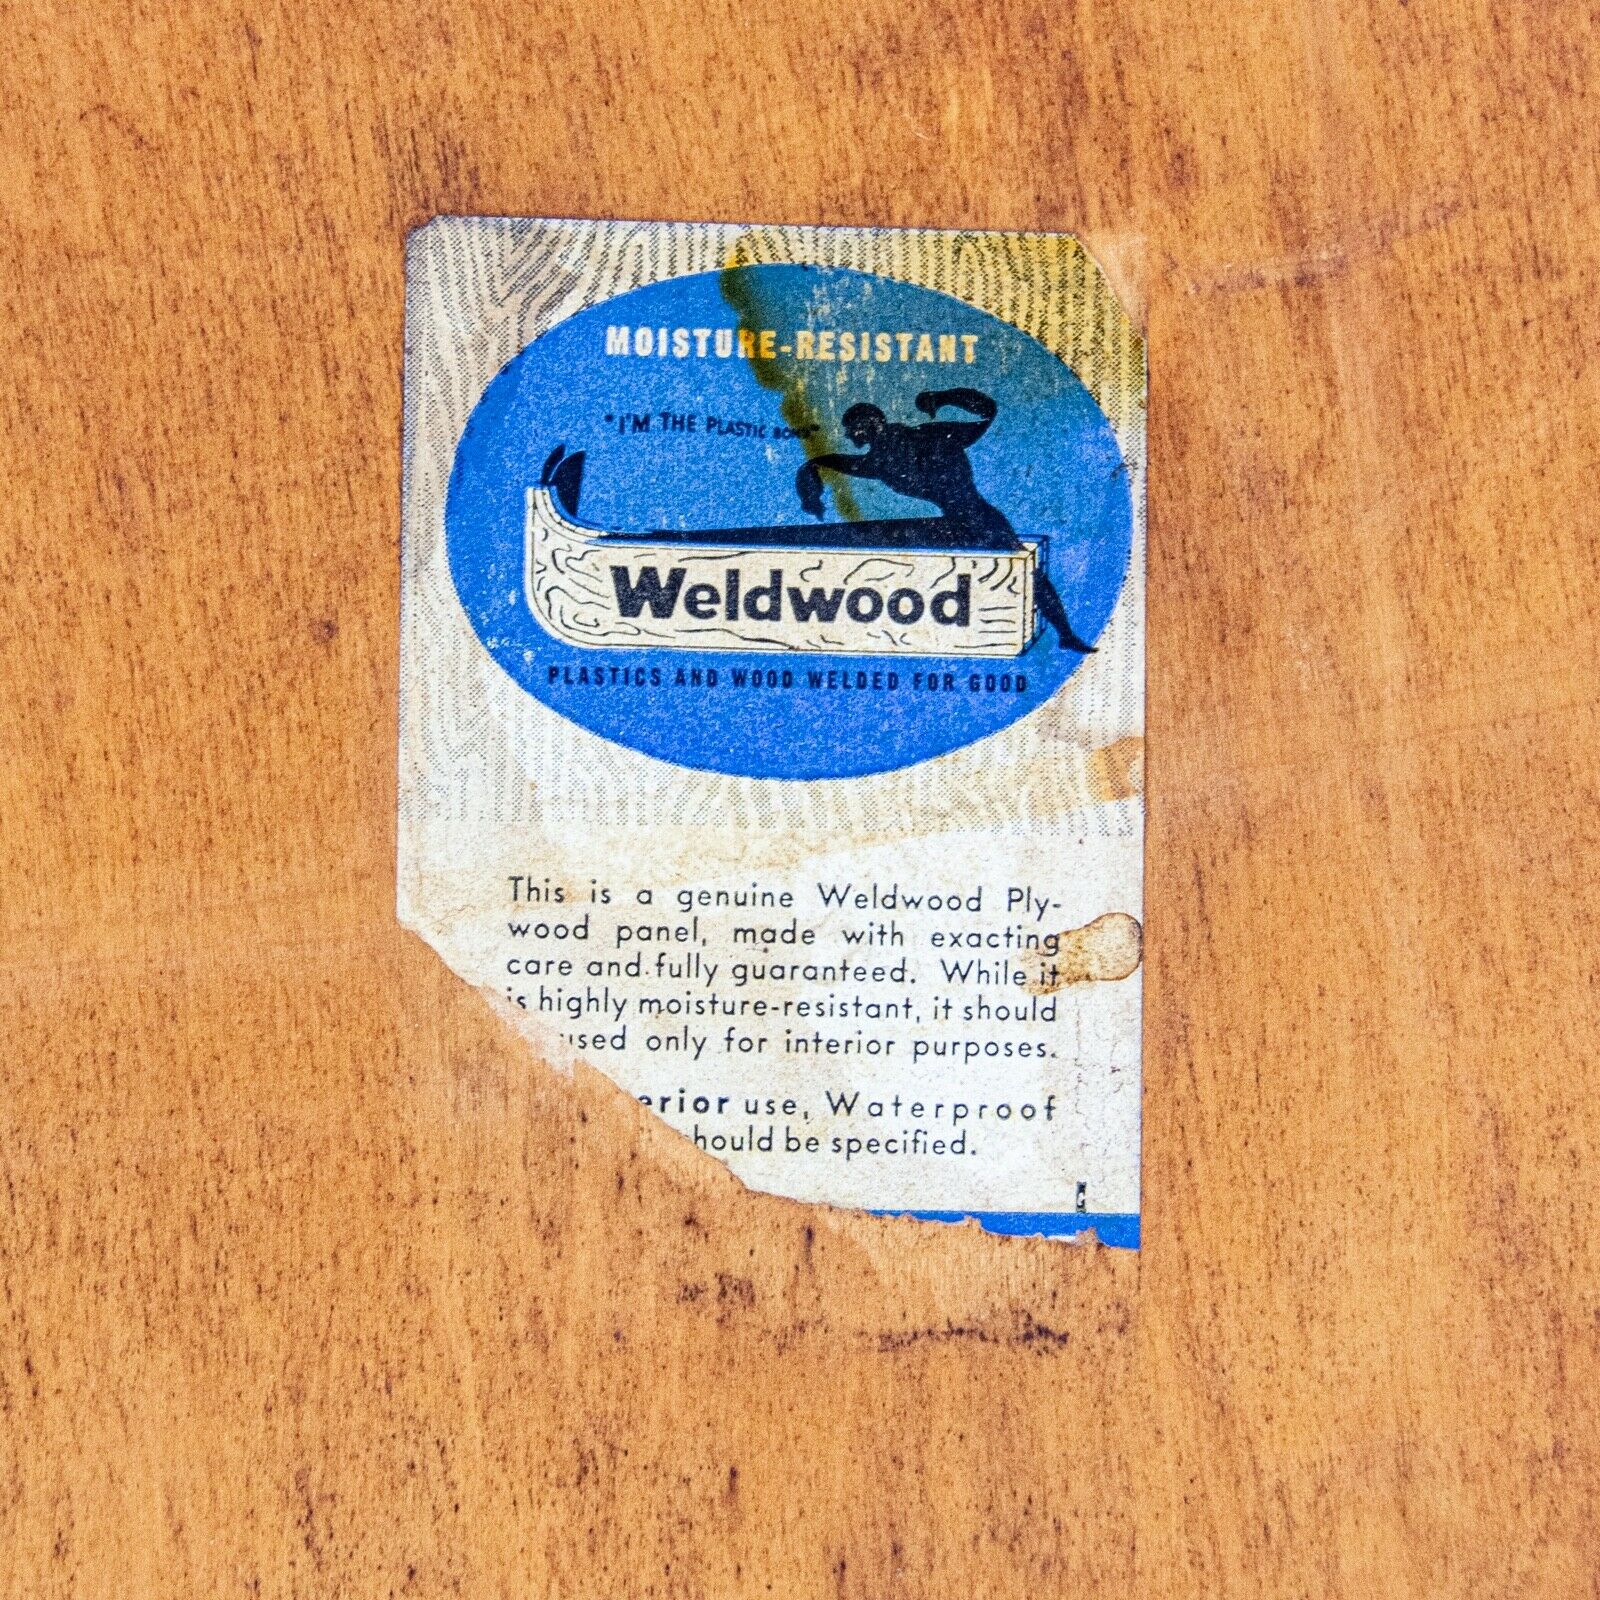 MOISTURE-RESISTANT
"I'M THE PLASTIC BOND"
Weldwood
PLASTICS AND WOOD WELDED FOR GOOD
This is a genuine Weldwood Ply-
wood panel, made with exacting
care and fully guaranteed. While it
is highly moisture-resistant, it should
used only for interior purposes.
erior use, Waterproof
hould be specified.